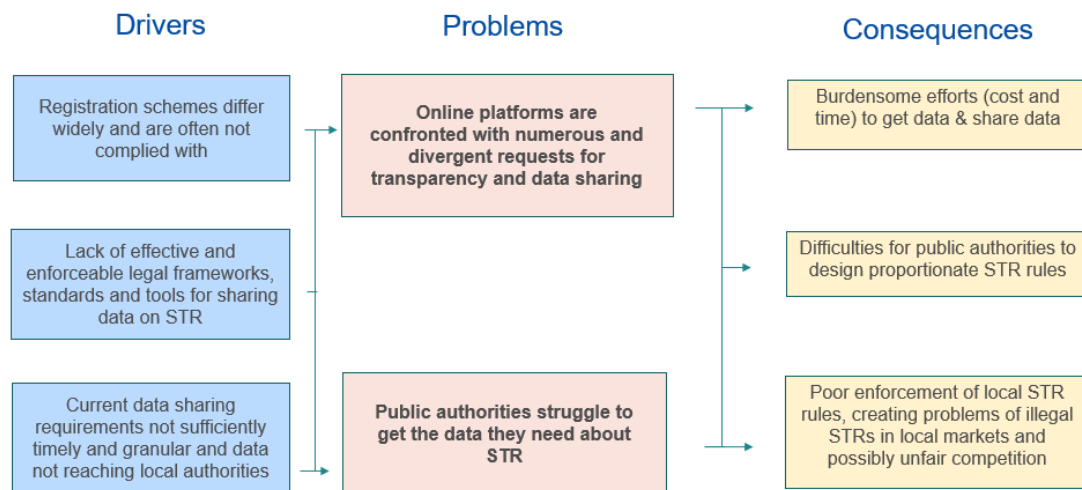 Drivers
Problems
Consequences
Registration schemes differ
widely and are often not
complied with
Online platforms are
confronted with numerous and
divergent requests for
transparency and data sharing
Burdensome efforts (cost and
time) to get data & share data
Lack of effective and
enforceable legal frameworks,
standards and tools for sharing
data on STR
Difficulties for public authorities to
design proportionate STR rules
Current data sharing
requirements not sufficiently
timely and granular and data
not reaching local authorities
Public authorities struggle to
get the data they need about
STR
Poor enforcement of local STR
rules, creating problems of illegal
STRs in local markets and
possibly unfair competition